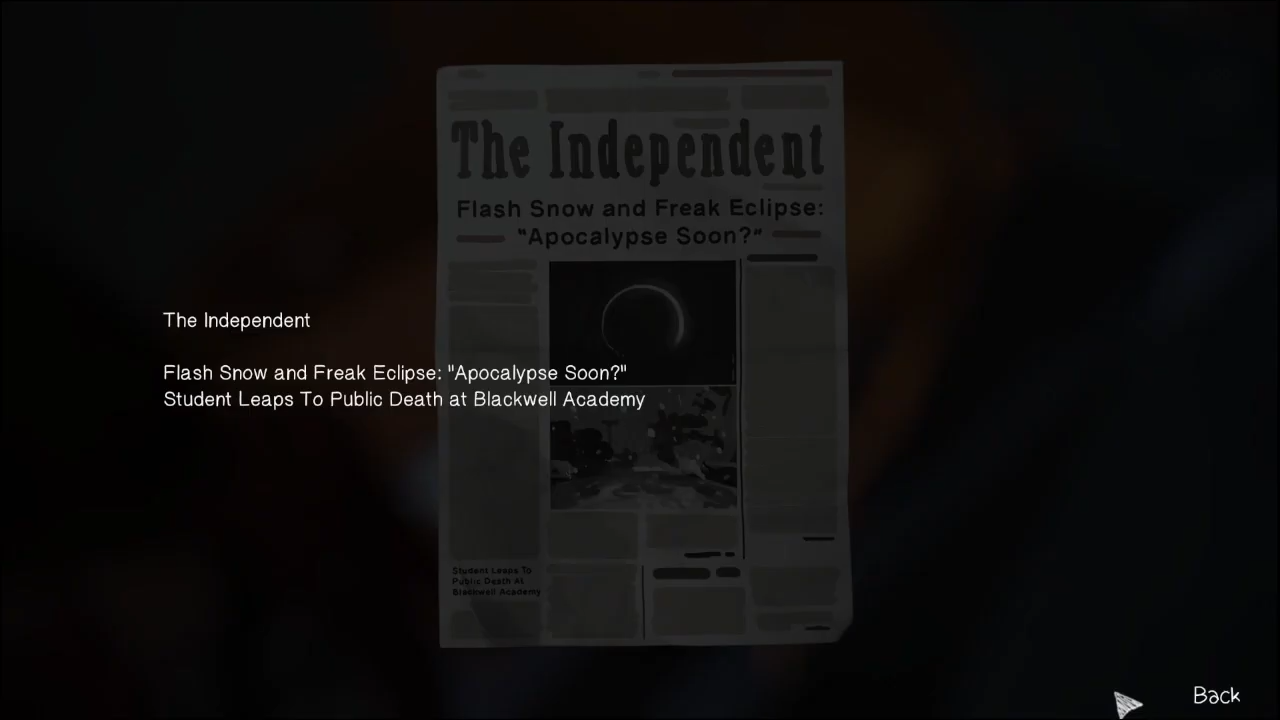 The Independent
Flash Snow and Freak Eclipse:
"Apocalypse Soon?"
The Independent
Flash Snow and Freak Eclipse: "Apocalypse Soon?"
Student Leaps To Public Death at Blackwell Academy
Student Leaps To
Public Death At
Blackwell Academy
Back